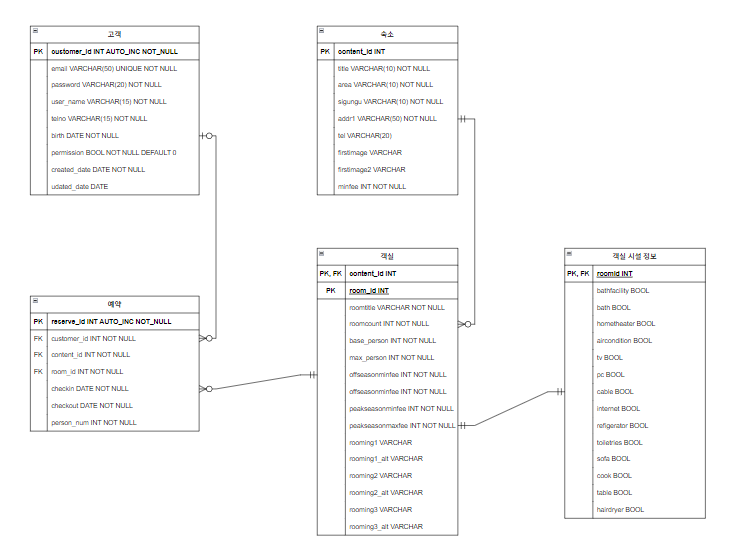 고객
PK customer_id INT AUTO_INC NOT_NULL
email VARCHAR(50) UNIQUE NOT NULL
password VARCHAR(20) NOT NULL
user_name VARCHAR(15) NOT NULL
telno VARCHAR(15) NOT NULL
birth DATE NOT NULL
permission BOOL NOT NULL DEFAULT 0
created_date DATE NOT NULL
udated_date DATE
숙소
PK content_id INT
title VARCHAR(10) NOT NULL
area VARCHAR(10) NOT NULL
sigungu VARCHAR(10) NOT NULL
addr1 VARCHAR(50) NOT NULL
tel VARCHAR(20)
firstimage VARCHAR
firstimage2 VARCHAR
minfee INT NOT NULL
예약
PK reserve_id INT AUTO_INC NOT_NULL
FK customer_id INT NOT NULL
FK content_id INT NOT NULL
FK room_id INT NOT NULL
checkin DATE NOT NULL
checkout DATE NOT NULL
person_num INT NOT NULL
객실
PK, FK content_id INT
PK room_id INT
roomtitle VARCHAR NOT NULL
roomcount INT NOT NULL
base_person INT NOT NULL
max_person INT NOT NULL
offseasonminfee INT NOT NULL
offseasonminfee INT NOT NULL
peakseasonminfee INT NOT NULL
peakseasonmaxfee INT NOT NULL
rooming1 VARCHAR
rooming1_alt VARCHAR
rooming2 VARCHAR
rooming2_alt VARCHAR
rooming3 VARCHAR
rooming3_alt VARCHAR
객실 시설 정보
PK, FK roomid INT
bathfacility BOOL
bath BOOL
hometheater BOOL
aircondition BOOL
tv BOOL
pc BOOL
cable BOOL
internet BOOL
refigerator BOOL
toiletries BOOL
sofa BOOL
cook BOOL
table BOOL
hairdryer BOOL